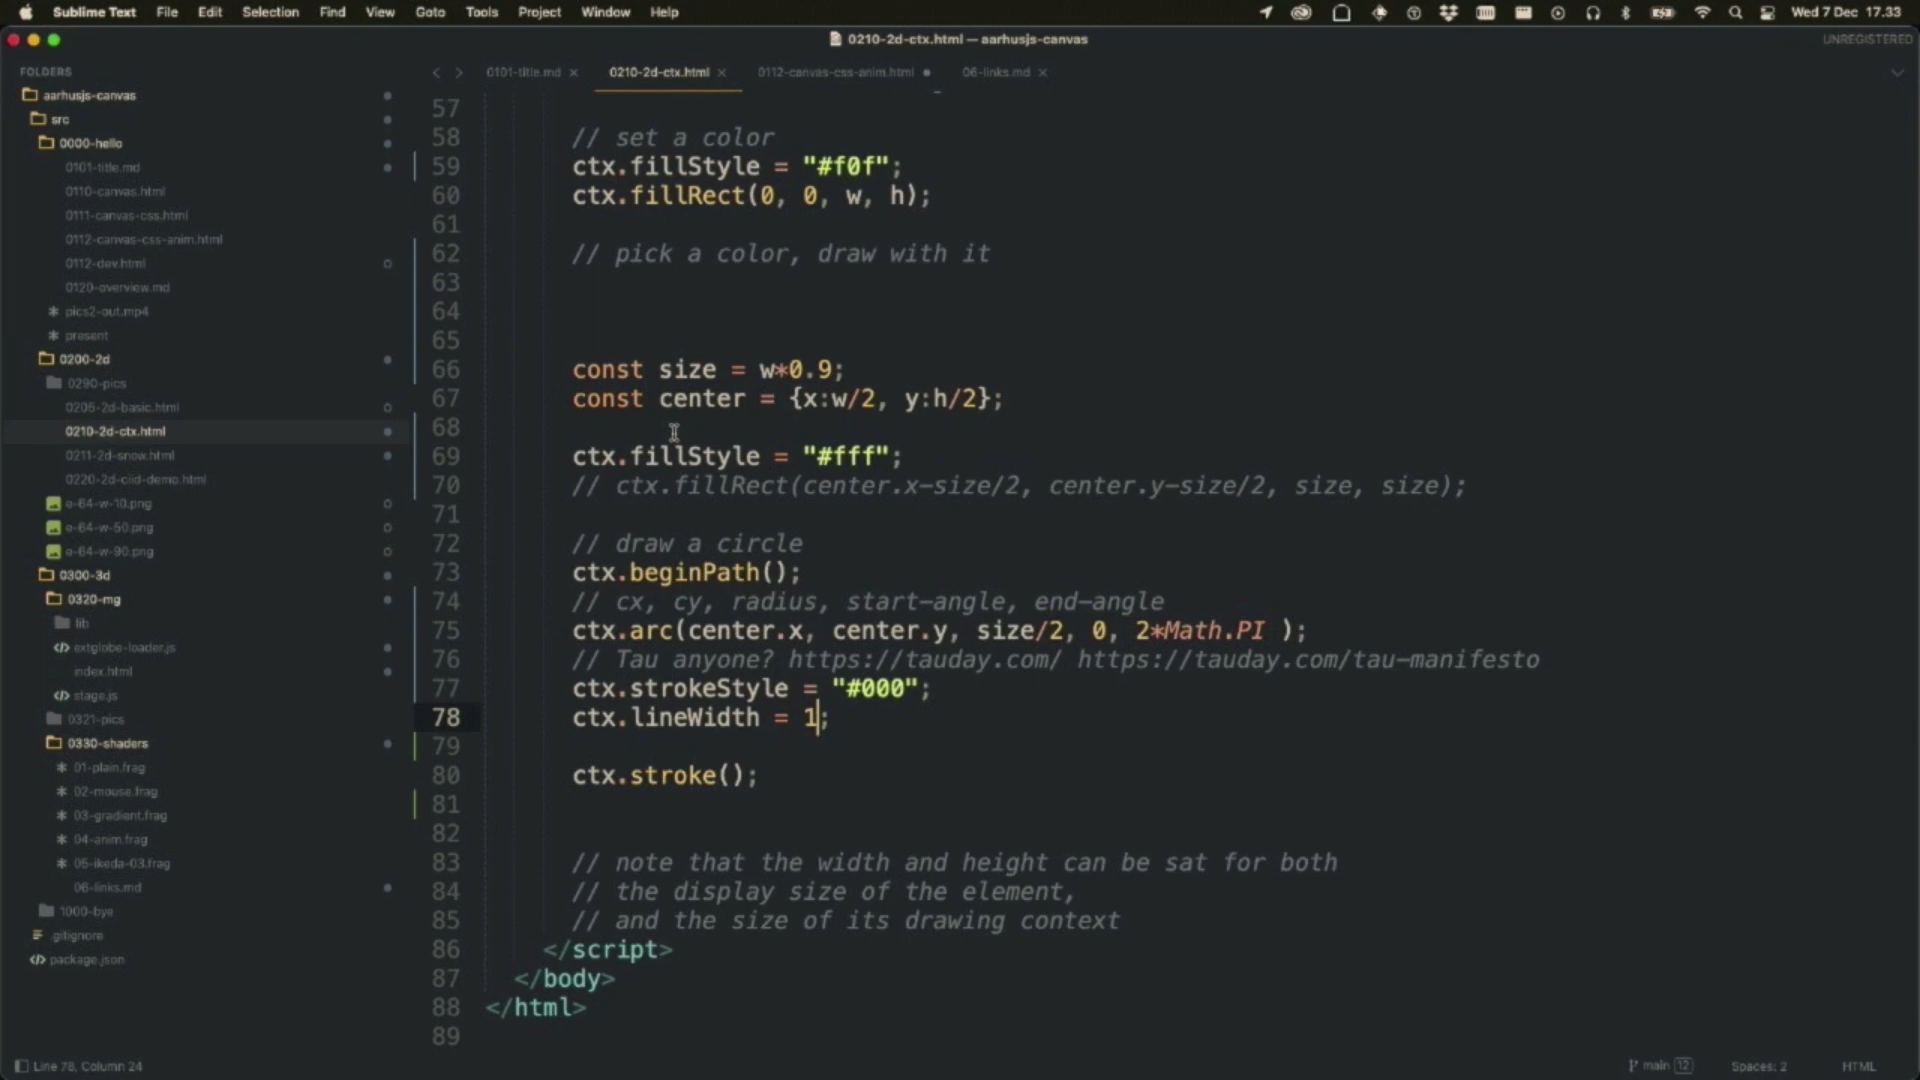 Sublime Text File Edit Selection Find View Goto Tools Project Window Help
Wed 7 Dec 17.33
0210-2d-ctx.html — aarhusjs-canvas
UNREGISTERED
FOLDERS
aarhusjs-canvas
src
0000-hello
0101-title.md
0110-canvas.html
0111-canvas-css.html
0112-canvas-css-anim.html
0112-dev.html
0120-overview.md
pics2-out.mp4
present
0200-2d
0290-pics
0205-2d-basic.html
0210-2d-ctx.html
0211-2d-snow.html
0220-2d-ciid-demo.html
e-64-w-10.png
e-64-w-50.png
e-64-w-90.png
0300-3d
0320-mg
lib
extglobe-loader.js
index.html
stage.js
0321-pics
0330-shaders
01-plain.frag
02-mouse.frag
03-gradient.frag
04-anim.frag
05-ikeda-03.frag
06-links.md
1000-bye
.gitignore
package.json
0101-title.md 0210-2d-ctx.html 0112-canvas-css-anim.html 06-links.md
57
58 // set a color
59 ctx.fillStyle = "#f0f";
60 ctx.fillRect(0, 0, w, h);
61
62 // pick a color, draw with it
63
64
65
66 const size = w*0.9;
67 const center = {x:w/2, y:h/2};
68
69 ctx.fillStyle = "#fff";
70 // ctx.fillRect(center.x-size/2, center.y-size/2, size, size);
71
72 // draw a circle
73 ctx.beginPath();
74 // cx, cy, radius, start-angle, end-angle
75 ctx.arc(center.x, center.y, size/2, 0, 2*Math.PI );
76 // Tau anyone? https://tauday.com/ https://tauday.com/tau-manifesto
77 ctx.strokeStyle = "#000";
78 ctx.lineWidth = 1;
79
80 ctx.stroke();
81
82
83 // note that the width and height can be sat for both
84 // the display size of the element,
85 // and the size of its drawing context
86 </script>
87 </body>
88 </html>
89
Line 78, Column 24
main 12
Spaces: 2
HTML